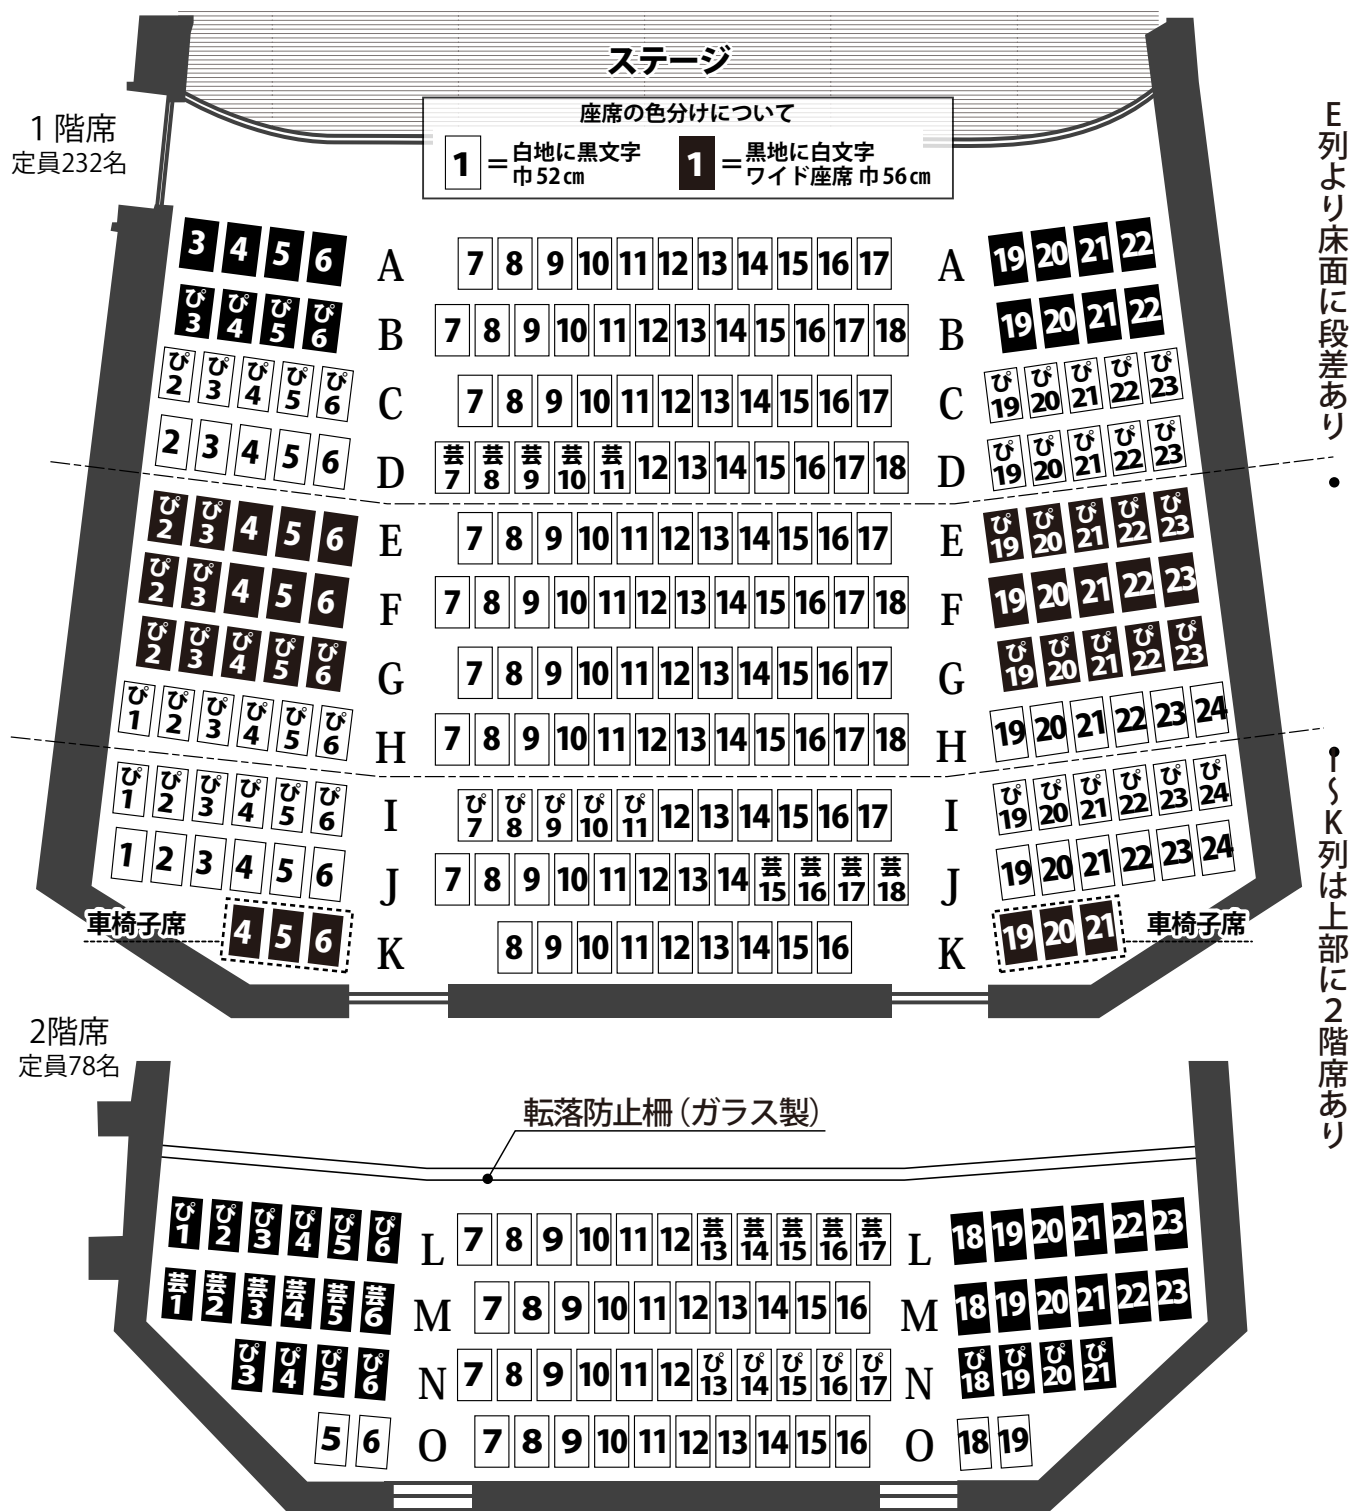 ステージ
座席の色分けについて
1 = 白地に黒文字
巾52㎝
1 = 黒地に白文字
ワイド座席 巾56㎝
1階席
定員232名
E列より床面に段差あり
3 4 5 6 A 7 8 9 10 11 12 13 14 15 16 17 A 19 20 21 22
ぴ3 ぴ4 ぴ5 ぴ6 B 7 8 9 10 11 12 13 14 15 16 17 18 B 19 20 21 22
ぴ2 ぴ3 ぴ4 ぴ5 ぴ6 C 7 8 9 10 11 12 13 14 15 16 17 C ぴ19 ぴ20 ぴ21 ぴ22 ぴ23
2 3 4 5 6 D 芸7 芸8 芸9 芸10 芸11 12 13 14 15 16 17 18 D ぴ19 ぴ20 ぴ21 ぴ22 ぴ23
ぴ2 ぴ3 4 5 6 E 7 8 9 10 11 12 13 14 15 16 17 E ぴ19 ぴ20 ぴ21 ぴ22 ぴ23
ぴ2 ぴ3 4 5 6 F 7 8 9 10 11 12 13 14 15 16 17 18 F 19 20 21 22 23
ぴ2 ぴ3 ぴ4 ぴ5 ぴ6 G 7 8 9 10 11 12 13 14 15 16 17 G ぴ19 ぴ20 ぴ21 ぴ22 ぴ23
ぴ1 ぴ2 ぴ3 ぴ4 ぴ5 ぴ6 H 7 8 9 10 11 12 13 14 15 16 17 18 H 19 20 21 22 23 24
ぴ1 ぴ2 ぴ3 ぴ4 ぴ5 ぴ6 I ぴ7 ぴ8 ぴ9 ぴ10 ぴ11 12 13 14 15 16 17 I ぴ19 ぴ20 ぴ21 ぴ22 ぴ23 ぴ24
1 2 3 4 5 6 J 7 8 9 10 11 12 13 14 芸15 芸16 芸17 芸18 J 19 20 21 22 23 24
車椅子席 4 5 6 K 8 9 10 11 12 13 14 15 16 K 19 20 21 車椅子席
I〜K列は上部に2階席あり
2階席
定員78名
転落防止柵(ガラス製)
ぴ1 ぴ2 ぴ3 ぴ4 ぴ5 ぴ6 L 7 8 9 10 11 12 芸13 芸14 芸15 芸16 芸17 L 18 19 20 21 22 23
芸1 芸2 芸3 芸4 芸5 芸6 M 7 8 9 10 11 12 13 14 15 16 M 18 19 20 21 22 23
ぴ3 ぴ4 ぴ5 ぴ6 N 7 8 9 10 11 12 ぴ13 ぴ14 ぴ15 ぴ16 ぴ17 N ぴ18 ぴ19 ぴ20 ぴ21
5 6 O 7 8 9 10 11 12 13 14 15 16 O 18 19